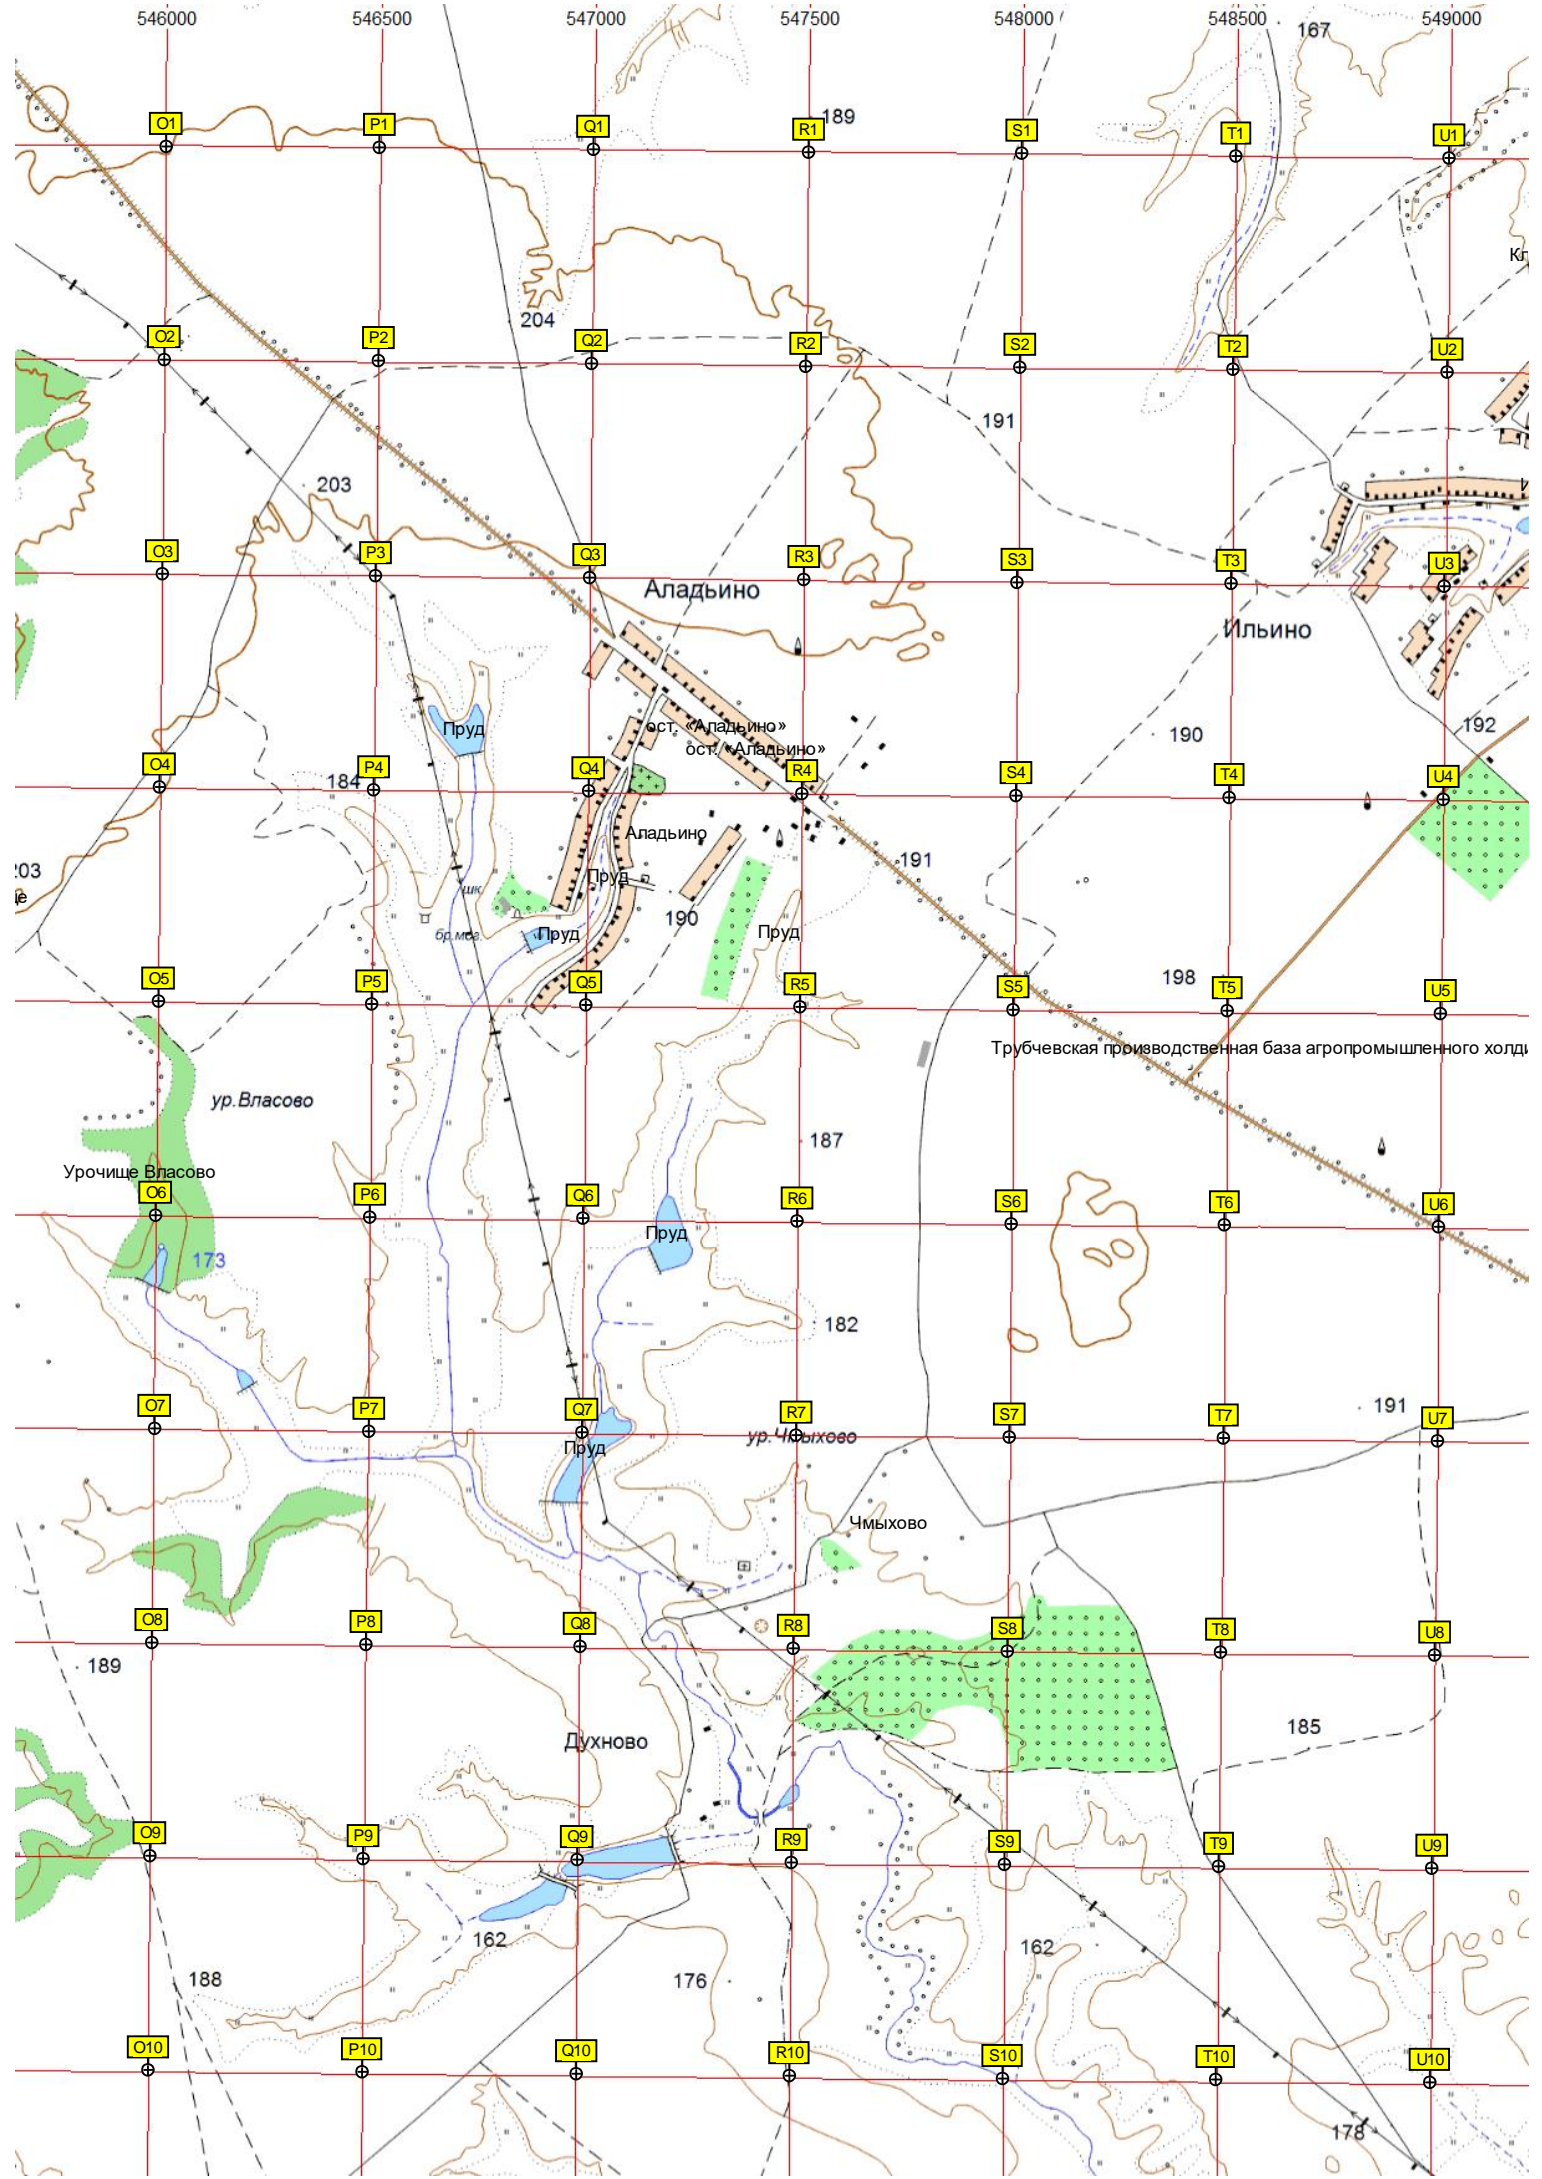 546000 546500 547000 547500 548000 548500 549000
167
189
O1 P1 Q1 R1 S1 T1 U1
Кл
204
O2 P2 Q2 R2 S2 T2 U2
191
203
O3 P3 Q3 R3 S3 T3 U3
Аладьино
Ильино
ост. «Аладьино»
Пруд
192
190
ост. «Аладьино»
184
O4 P4 Q4 R4 S4 T4 U4
Аладьино
191
203
Пруд
шк.
190
Пруд
Пруд
бр.мог.
198
O5 P5 Q5 R5 S5 T5 U5
Трубчевская производственная база агропромышленного холди
ур.Власово
187
Урочище Власово
O6 P6 Q6 R6 S6 T6 U6
Пруд
173
182
191
O7 P7 Q7 R7 S7 T7 U7
ур.Чмыхово
Пруд
Чмыхово
O8 P8 Q8 R8 S8 T8 U8
189
185
Духново
O9 P9 Q9 R9 S9 T9 U9
162
162
188
176
O10 P10 Q10 R10 S10 T10 U10
178